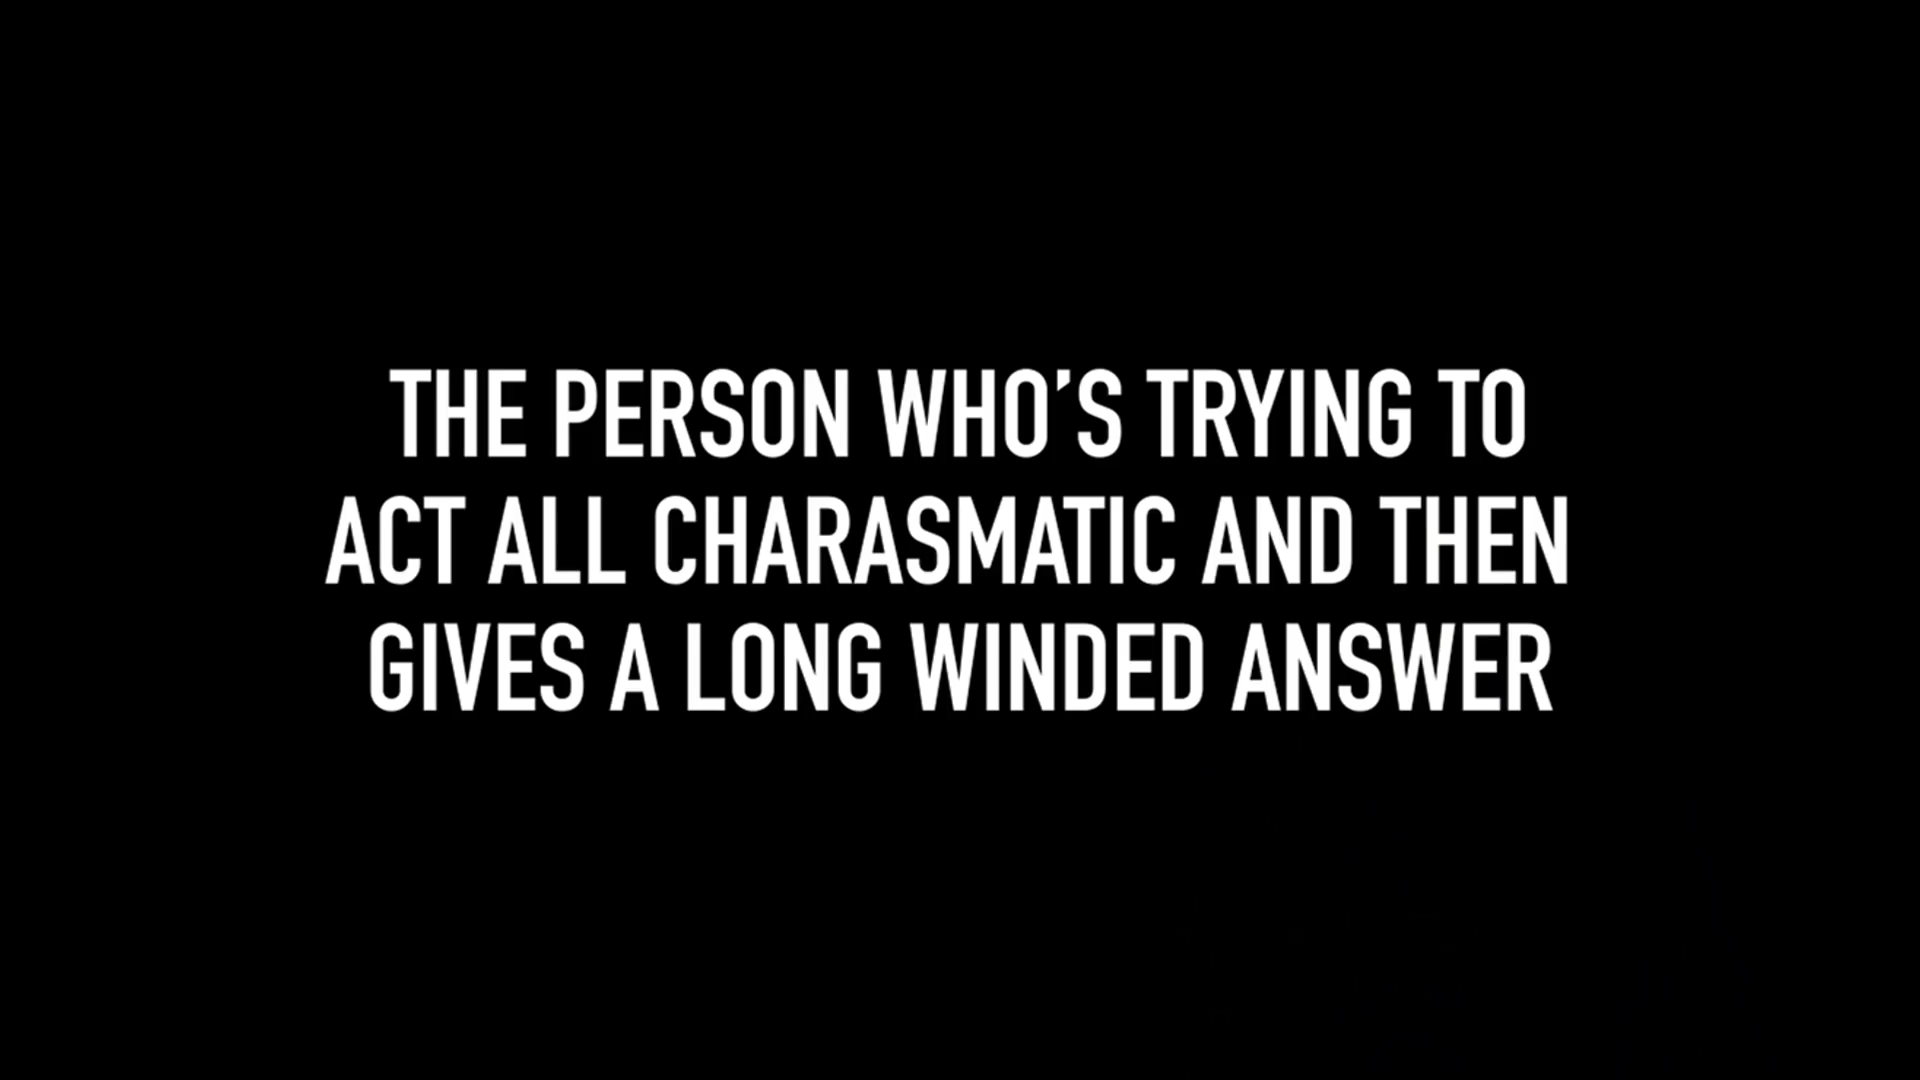 THE PERSON WHO'S TRYING TO
ACT ALL CHARASMATIC AND THEN
GIVES A LONG WINDED ANSWER